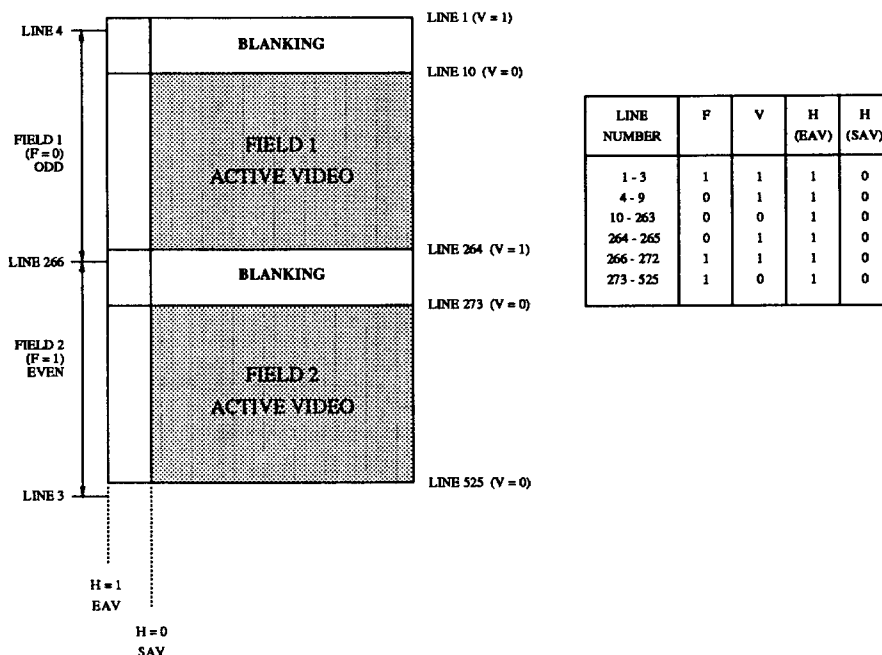 LINE 1 (V = 1)
LINE 4
BLANKING
LINE 10 (V = 0)
FIELD 1
(F = 0)
ODD
FIELD 1
ACTIVE VIDEO
LINE 264 (V = 1)
LINE 266
BLANKING
LINE 273 (V = 0)
FIELD 2
(F = 1)
EVEN
FIELD 2
ACTIVE VIDEO
LINE 525 (V = 0)
LINE 3
H = 1
EAV
H = 0
SAV
LINE NUMBER F V H (EAV) H (SAV)
1 - 3 1 1 1 0
4 - 9 0 1 1 0
10 - 263 0 0 1 0
264 - 265 0 1 1 0
266 - 272 1 1 1 0
273 - 525 1 0 1 0